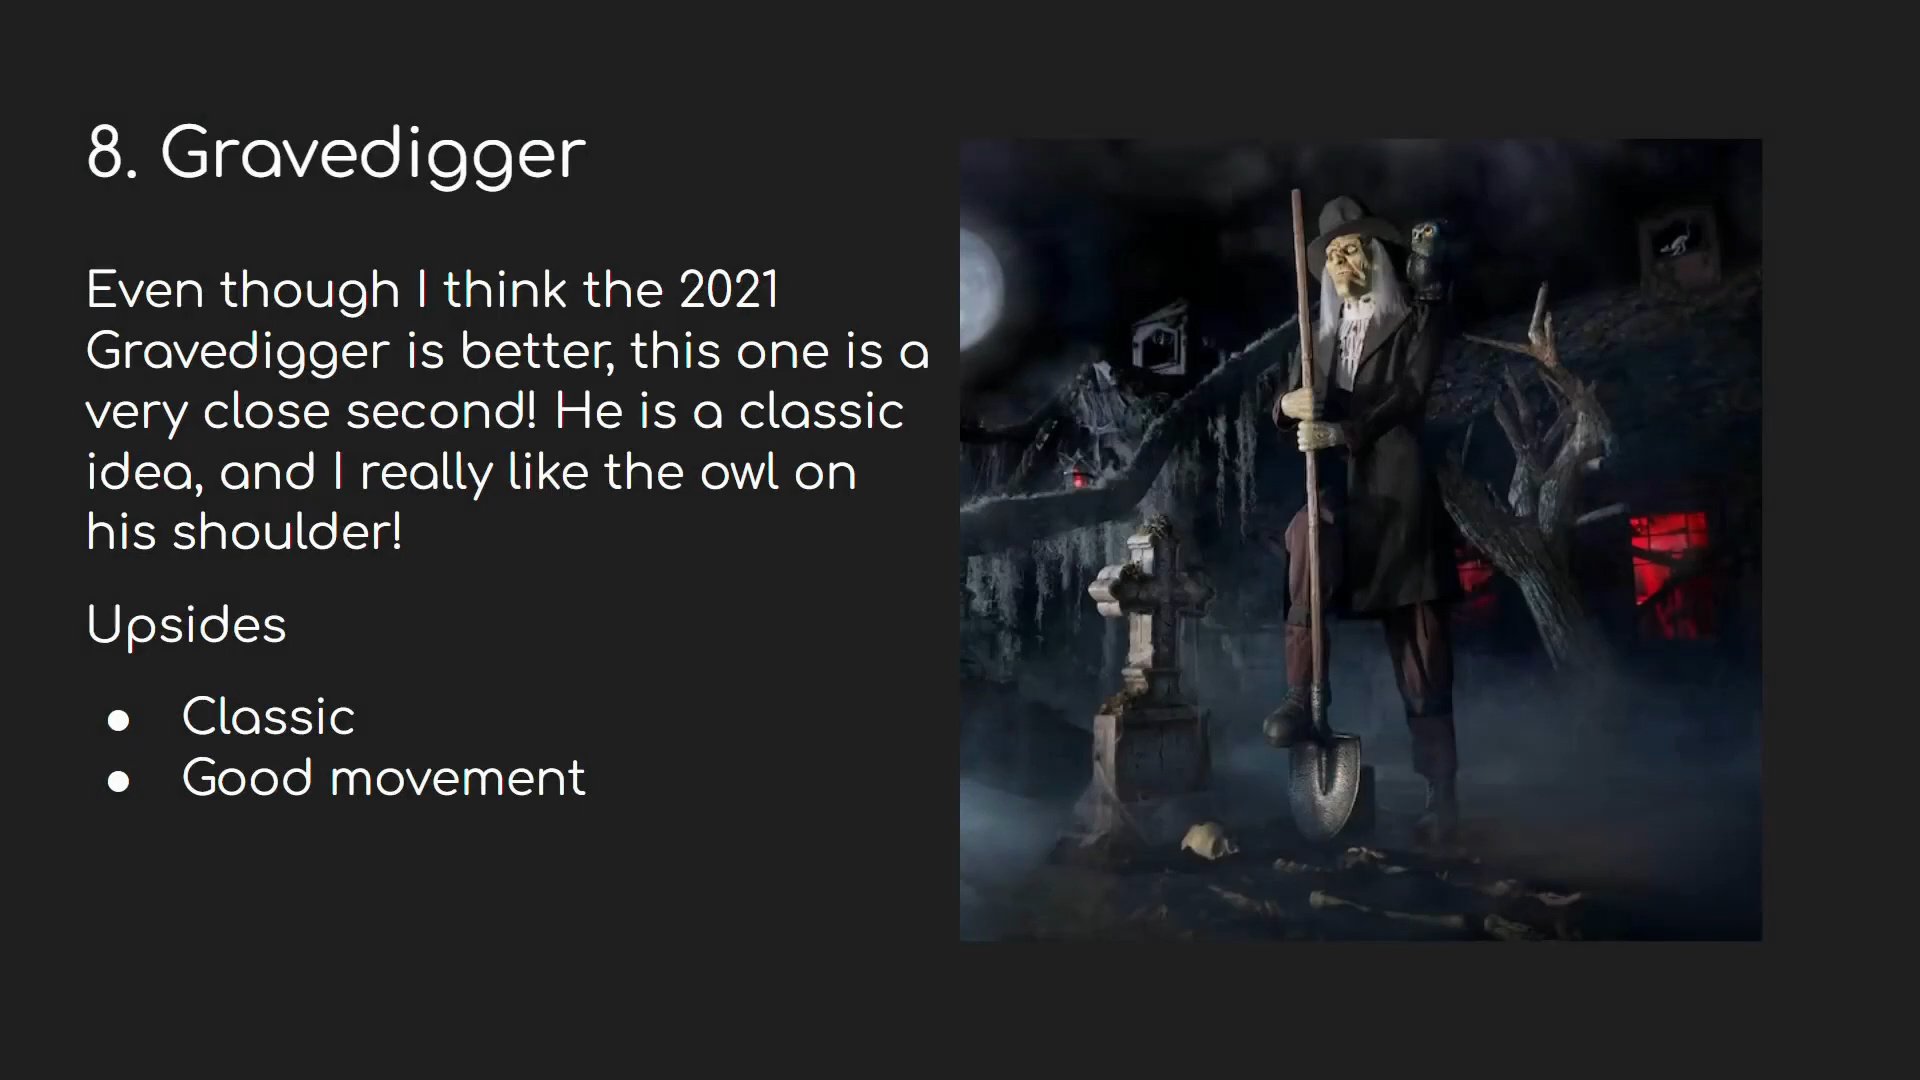 8. Gravedigger
Even though I think the 2021
Gravedigger is better, this one is a
very close second! He is a classic
idea, and I really like the owl on
his shoulder!
Upsides
● Classic
● Good movement